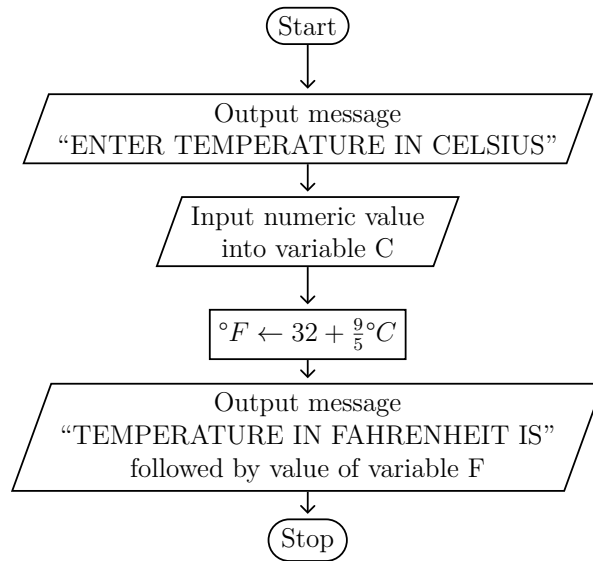 Start
Output message
“ENTER TEMPERATURE IN CELSIUS”
Input numeric value
into variable C
°F ← 32 + 9/5 °C
Output message
“TEMPERATURE IN FAHRENHEIT IS”
followed by value of variable F
Stop